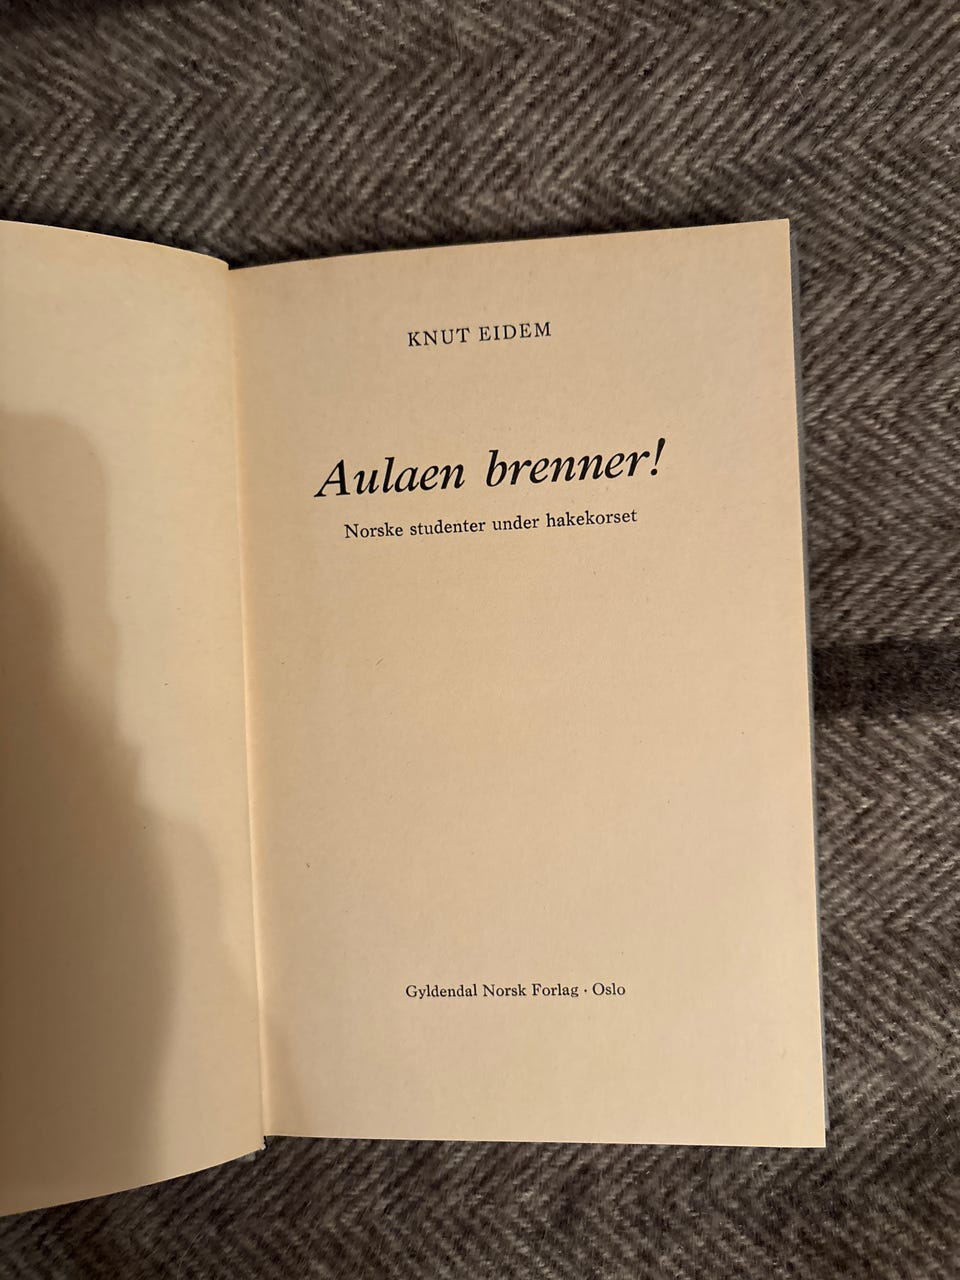 KNUT EIDEM
Aulaen brenner!
Norske studenter under hakekorset
Gyldendal Norsk Forlag · Oslo